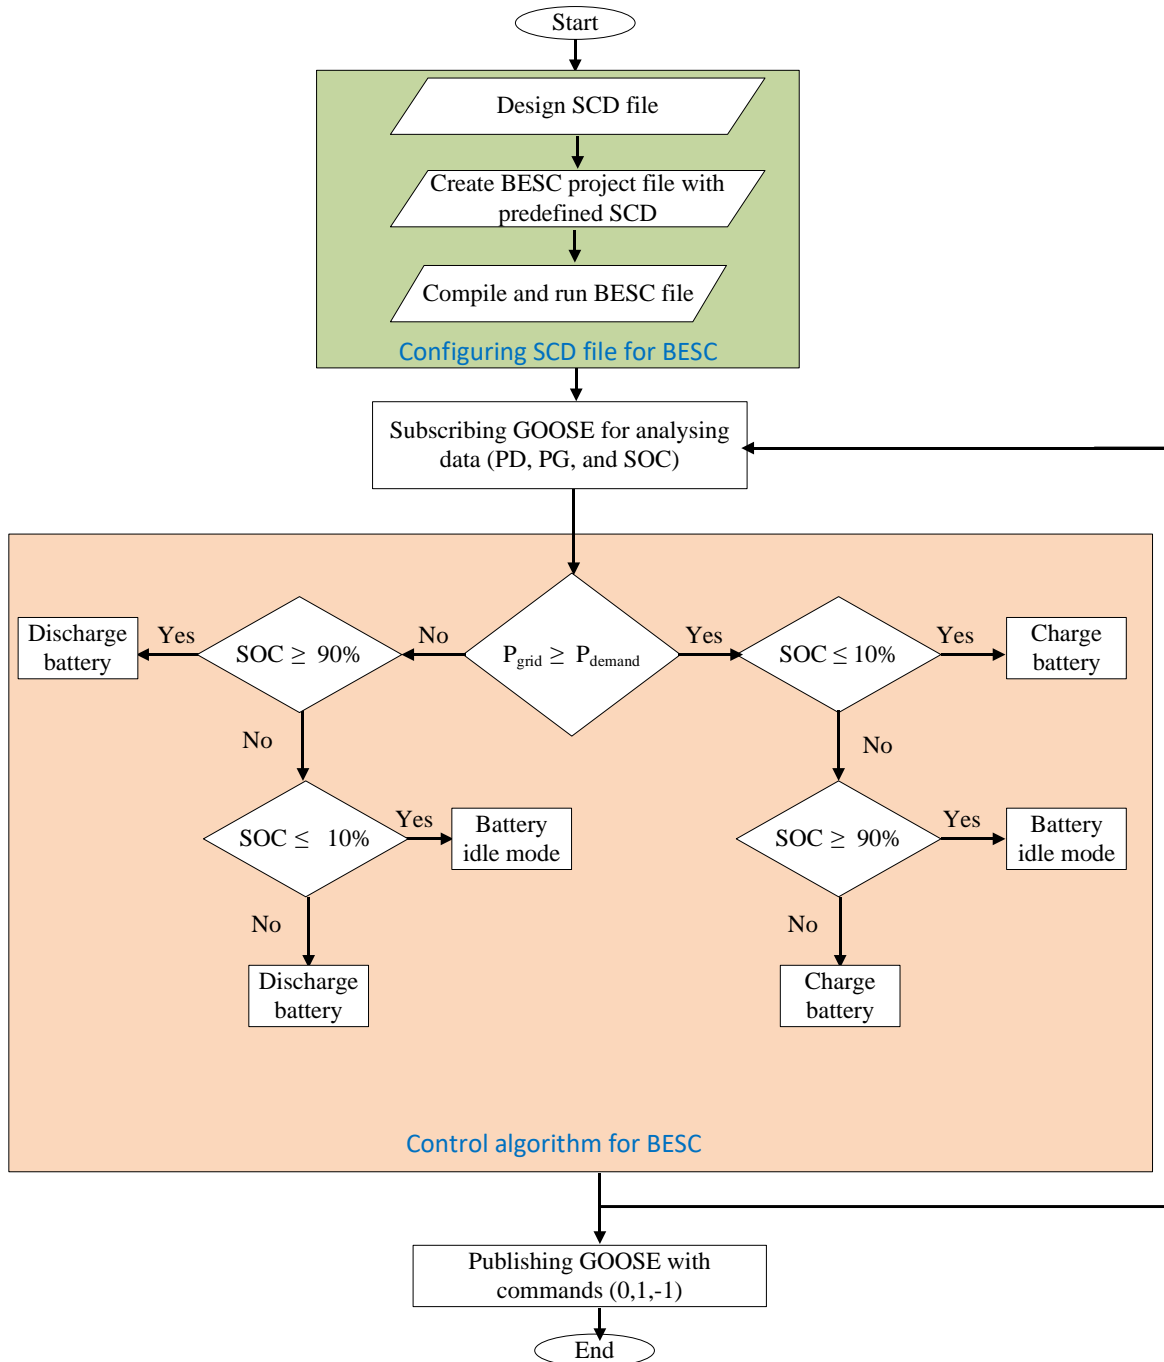 Start
Design SCD file
Create BESC project file with
predefined SCD
Compile and run BESC file
Configuring SCD file for BESC
Subscribing GOOSE for analysing
data (PD, PG, and SOC)
Discharge
battery
Yes
SOC ≥ 90%
No
P_grid ≥ P_demand
Yes
SOC ≤ 10%
Yes
Charge
battery
No
No
SOC ≤ 10%
Yes
Battery
idle mode
SOC ≥ 90%
Yes
Battery
idle mode
No
No
Discharge
battery
Charge
battery
Control algorithm for BESC
Publishing GOOSE with
commands (0,1,-1)
End